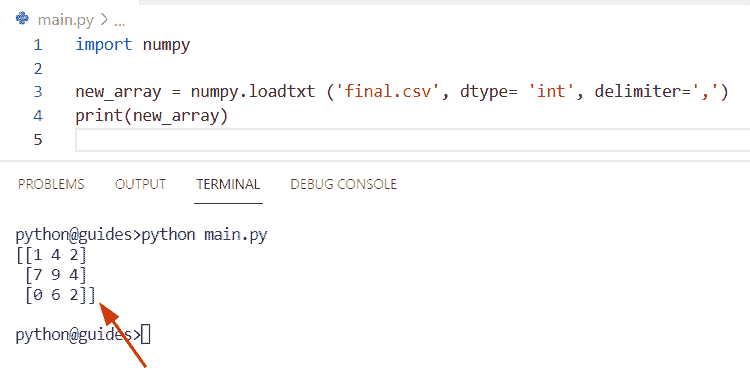 main.py > ...
1 import numpy
2
3 new_array = numpy.loadtxt ('final.csv', dtype= 'int', delimiter=',')
4 print(new_array)
5
PROBLEMS OUTPUT TERMINAL DEBUG CONSOLE
python@guides>python main.py
[[1 4 2]
 [7 9 4]
 [0 6 2]]
python@guides>